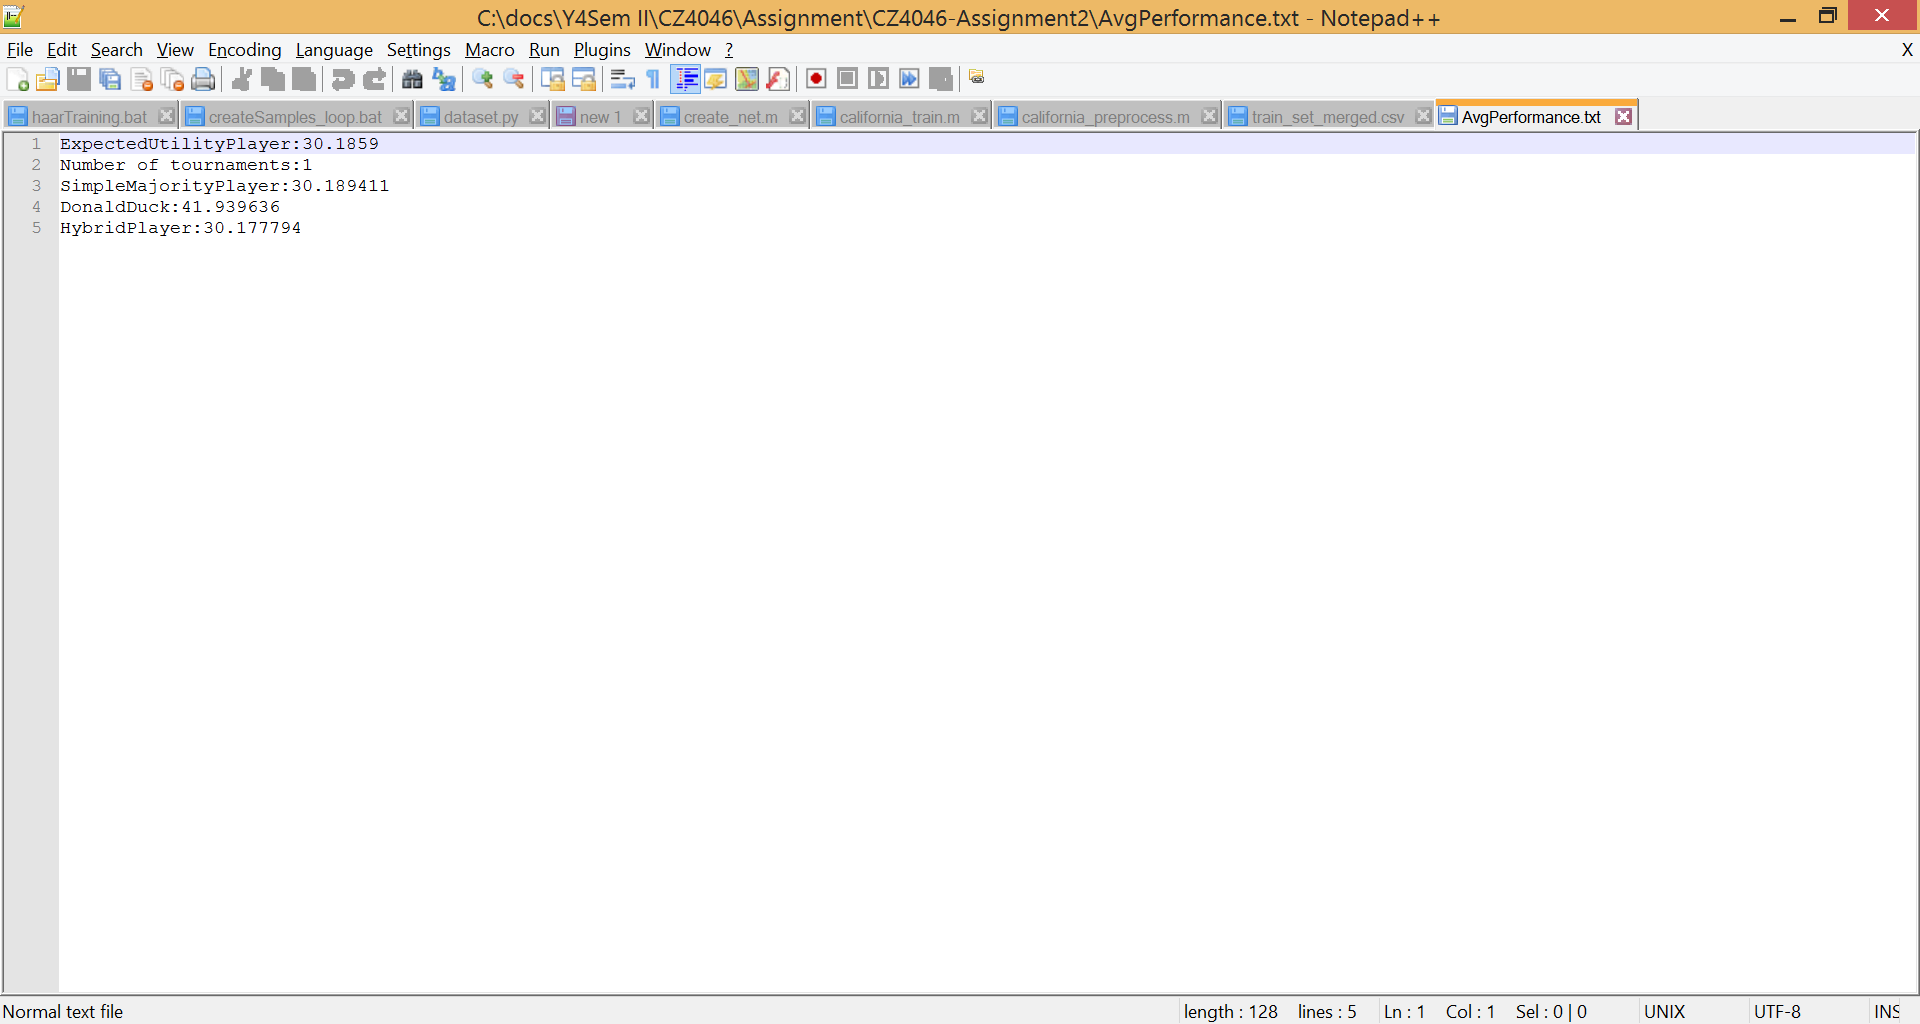 C:\docs\Y4Sem II\CZ4046\Assignment\CZ4046-Assignment2\AvgPerformance.txt - Notepad++
File Edit Search View Encoding Language Settings Macro Run Plugins Window ? X
haarTraining.bat createSamples_loop.bat dataset.py new 1 create_net.m california_train.m california_preprocess.m train_set_merged.csv AvgPerformance.txt
1 ExpectedUtilityPlayer:30.1859
2 Number of tournaments:1
3 SimpleMajorityPlayer:30.189411
4 DonaldDuck:41.939636
5 HybridPlayer:30.177794
Normal text file length : 128 lines : 5 Ln : 1 Col : 1 Sel : 0 | 0 UNIX UTF-8 INS